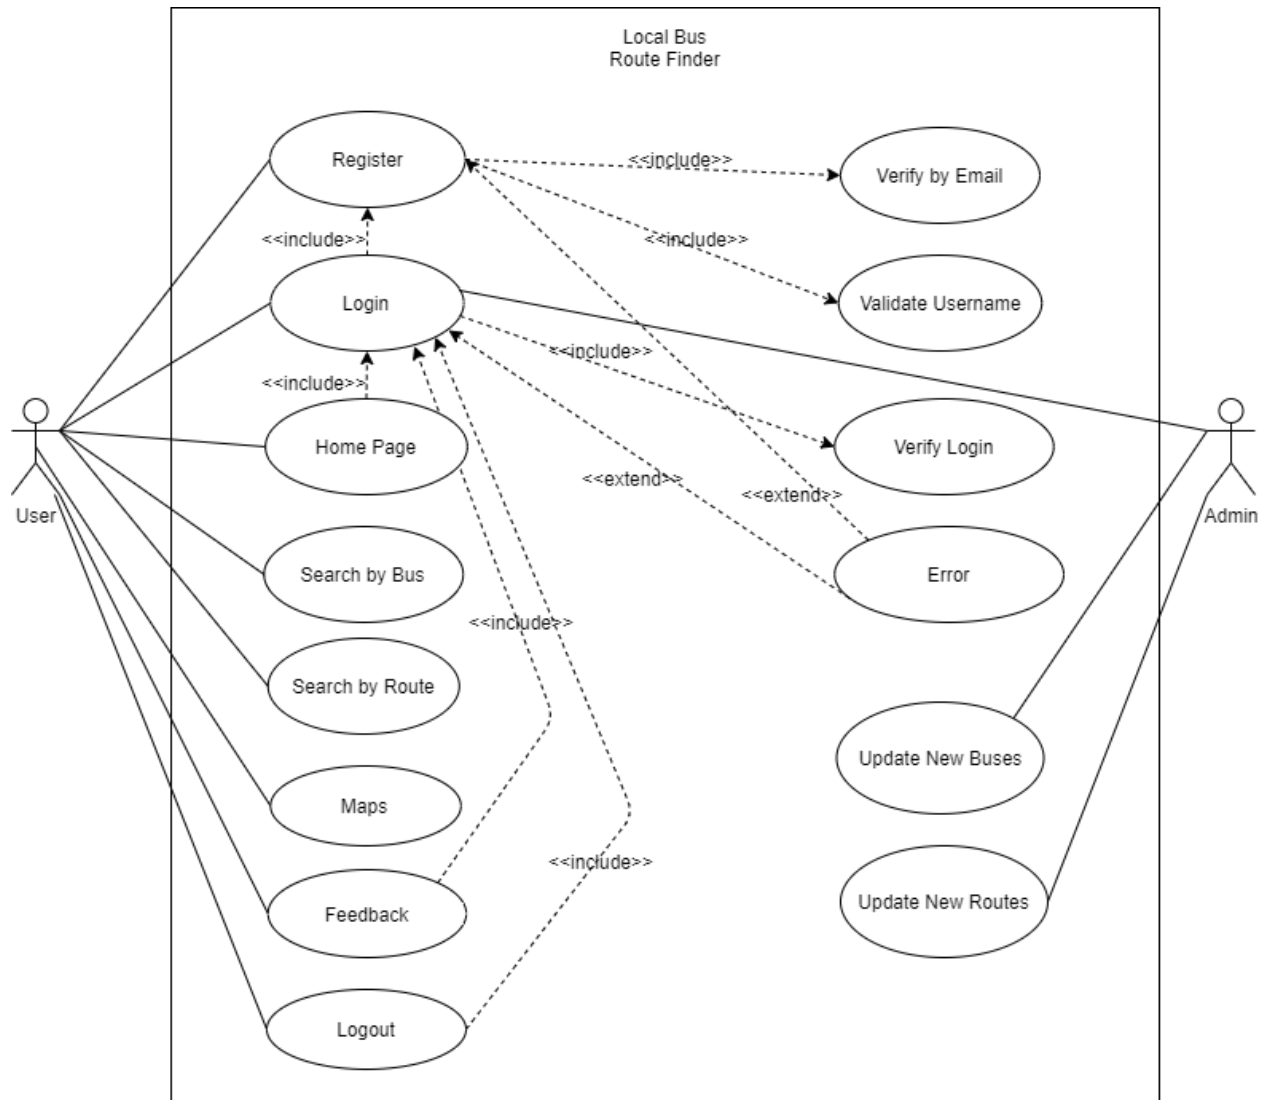 Local Bus
Route Finder
Register
<<include>>
Verify by Email
<<include>>
<<include>>
Login
Validate Username
<<include>>
<<include>>
Home Page
Verify Login
<<extend>>
<<extend>>
User
Admin
Search by Bus
Error
<<include>>
Search by Route
Update New Buses
Maps
<<include>>
Feedback
Update New Routes
Logout